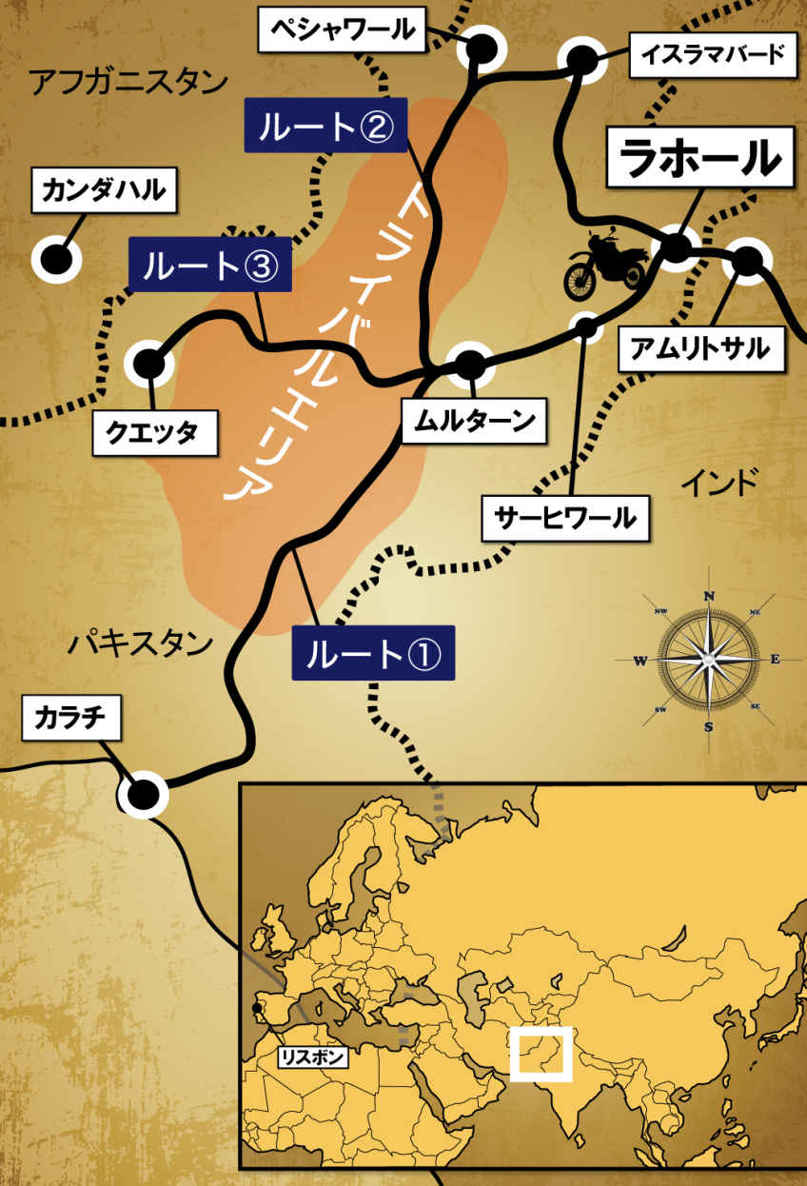 ペシャワール
イスラマバード
アフガニスタン
ルート②
ラホール
カンダハル
トライバルエリア
ルート③
アムリトサル
クエッタ
ムルターン
インド
サーヒワール
N
NW
NE
パキスタン
ルート①
W
E
SW
SE
S
カラチ
リスボン